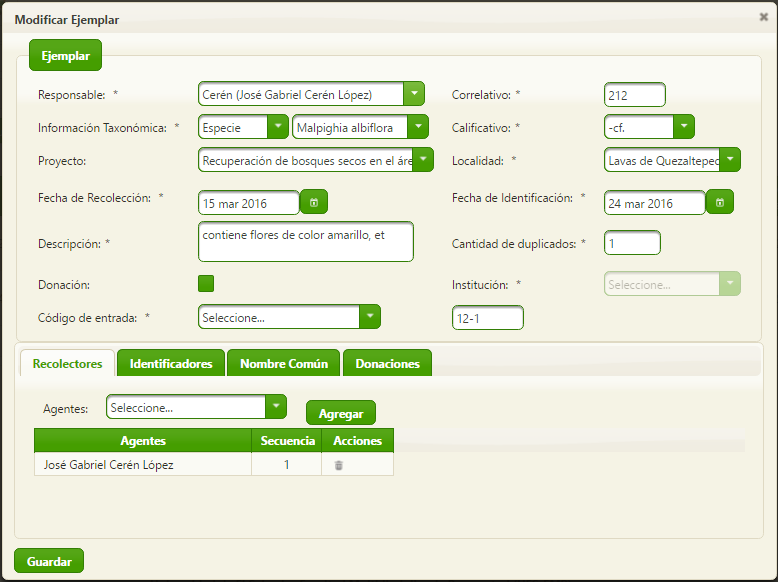 Modificar Ejemplar
Ejemplar
Responsable: * Cerén (José Gabriel Cerén López) Correlativo: * 212
Información Taxonómica: * Especie Malpighia albiflora Calificativo: * -cf.
Proyecto: Recuperación de bosques secos en el áre Localidad: * Lavas de Quezaltepec
Fecha de Recolección: * 15 mar 2016 Fecha de Identificación: * 24 mar 2016
Descripción: * contiene flores de color amarillo, et Cantidad de duplicados: * 1
Donación: Institución: * Seleccione...
Código de entrada: * Seleccione... 12-1
Recolectores Identificadores Nombre Común Donaciones
Agentes: Seleccione... Agregar
Agentes Secuencia Acciones
José Gabriel Cerén López 1
Guardar